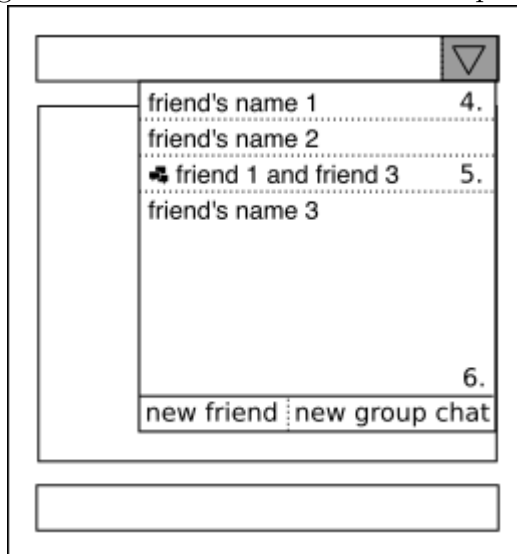 friend's name 1 4.
friend's name 2
friend 1 and friend 3 5.
friend's name 3
6.
new friend new group chat